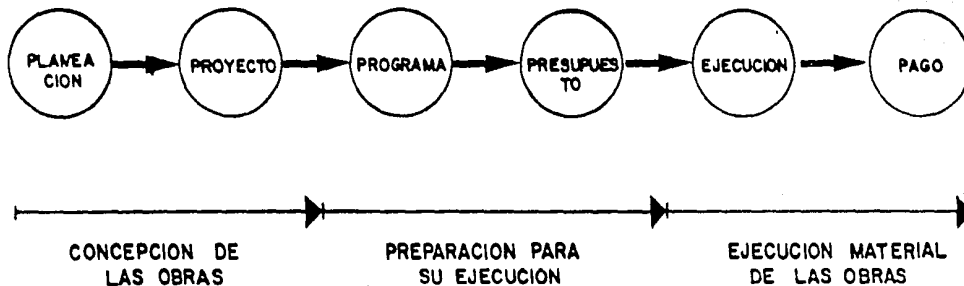 PLANEA
CION
PROYECTO
PROGRAMA
PRESUPUES
TO
EJECUCION
PAGO
CONCEPCION DE
LAS OBRAS
PREPARACION PARA
SU EJECUCION
EJECUCION MATERIAL
DE LAS OBRAS